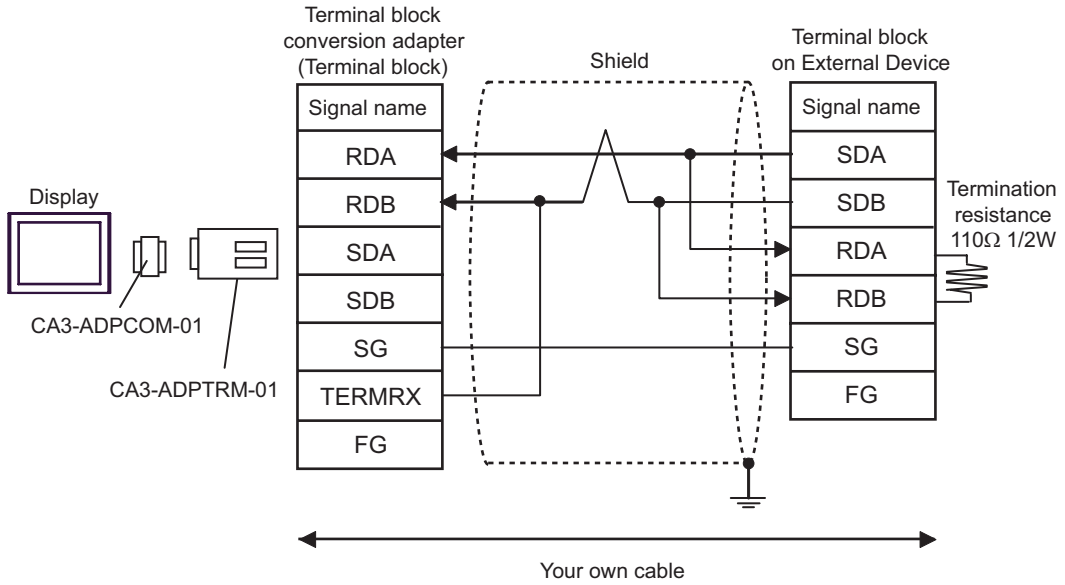 Terminal block
conversion adapter
(Terminal block)
Shield
Terminal block
on External Device
Signal name
RDA
RDB
SDA
SDB
SG
TERMRX
FG
Signal name
SDA
SDB
RDA
RDB
SG
FG
Display
CA3-ADPCOM-01
CA3-ADPTRM-01
Termination
resistance
110Ω 1/2W
Your own cable